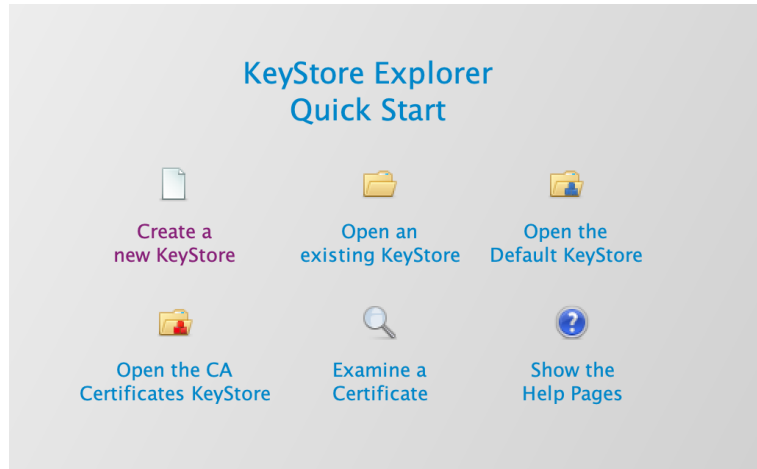 KeyStore Explorer
Quick Start
Create a
new KeyStore
Open an
existing KeyStore
Open the
Default KeyStore
Open the CA
Certificates KeyStore
Examine a
Certificate
Show the
Help Pages